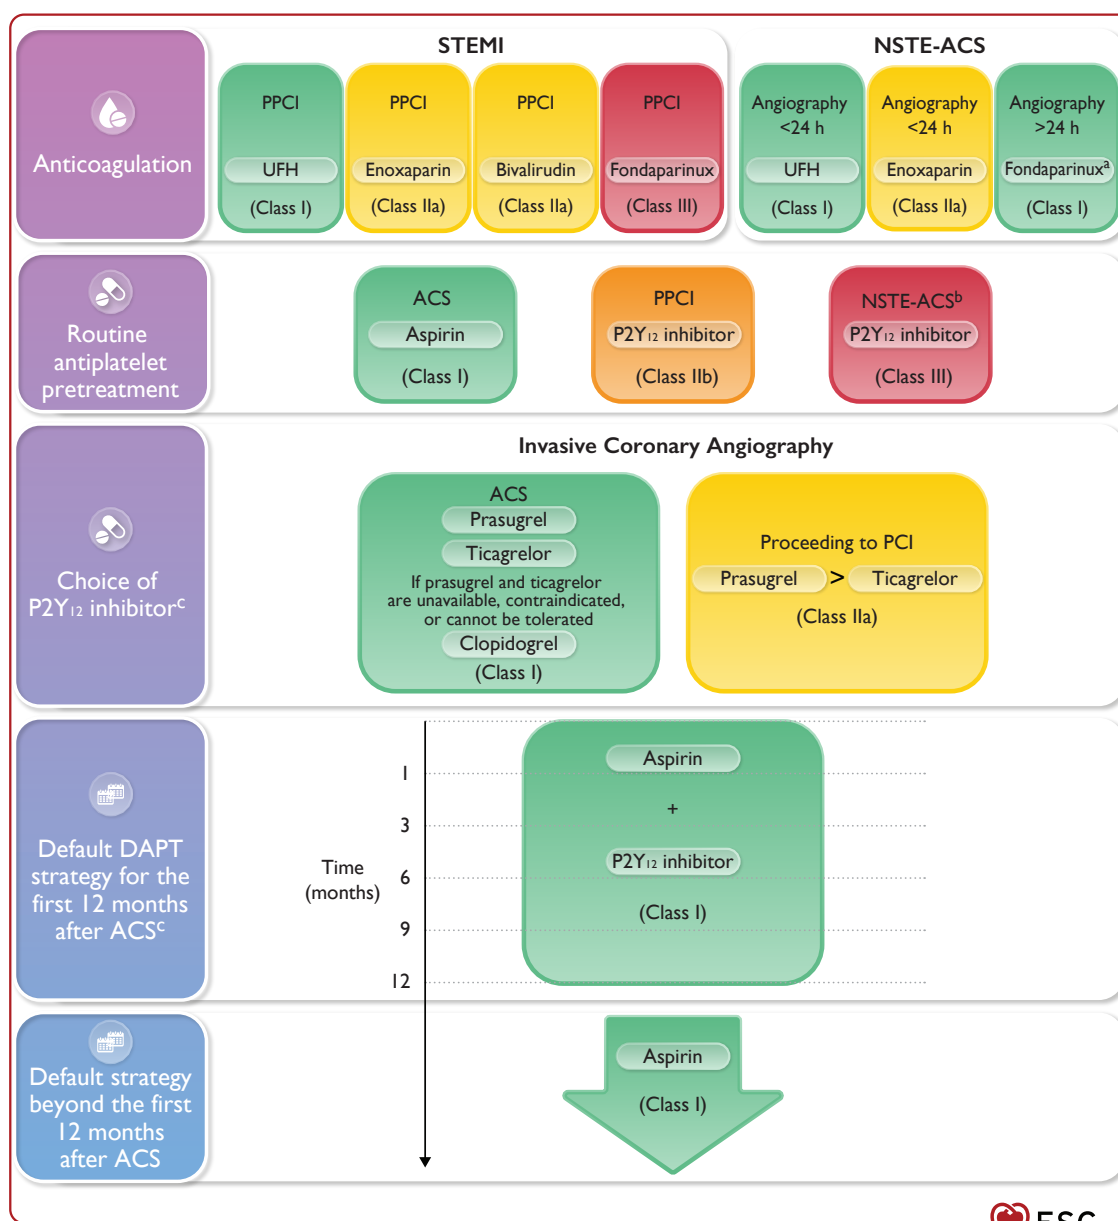 STEMI
NSTE-ACS
Anticoagulation
PPCI
UFH
(Class I)
PPCI
Enoxaparin
(Class IIa)
PPCI
Bivalirudin
(Class IIa)
PPCI
Fondaparinux
(Class III)
Angiography
<24 h
UFH
(Class I)
Angiography
<24 h
Enoxaparin
(Class IIa)
Angiography
>24 h
Fondaparinuxᵃ
(Class I)
Routine
antiplatelet
pretreatment
ACS
Aspirin
(Class I)
PPCI
P2Y₁₂ inhibitor
(Class IIb)
NSTE-ACSᵇ
P2Y₁₂ inhibitor
(Class III)
Choice of
P2Y₁₂ inhibitorᶜ
Invasive Coronary Angiography
ACS
Prasugrel
Ticagrelor
If prasugrel and ticagrelor
are unavailable, contraindicated,
or cannot be tolerated
Clopidogrel
(Class I)
Proceeding to PCI
Prasugrel > Ticagrelor
(Class IIa)
Default DAPT
strategy for the
first 12 months
after ACSᶜ
Time
(months)
1
3
6
9
12
Aspirin
+
P2Y₁₂ inhibitor
(Class I)
Default strategy
beyond the first
12 months
after ACS
Aspirin
(Class I)
ESC